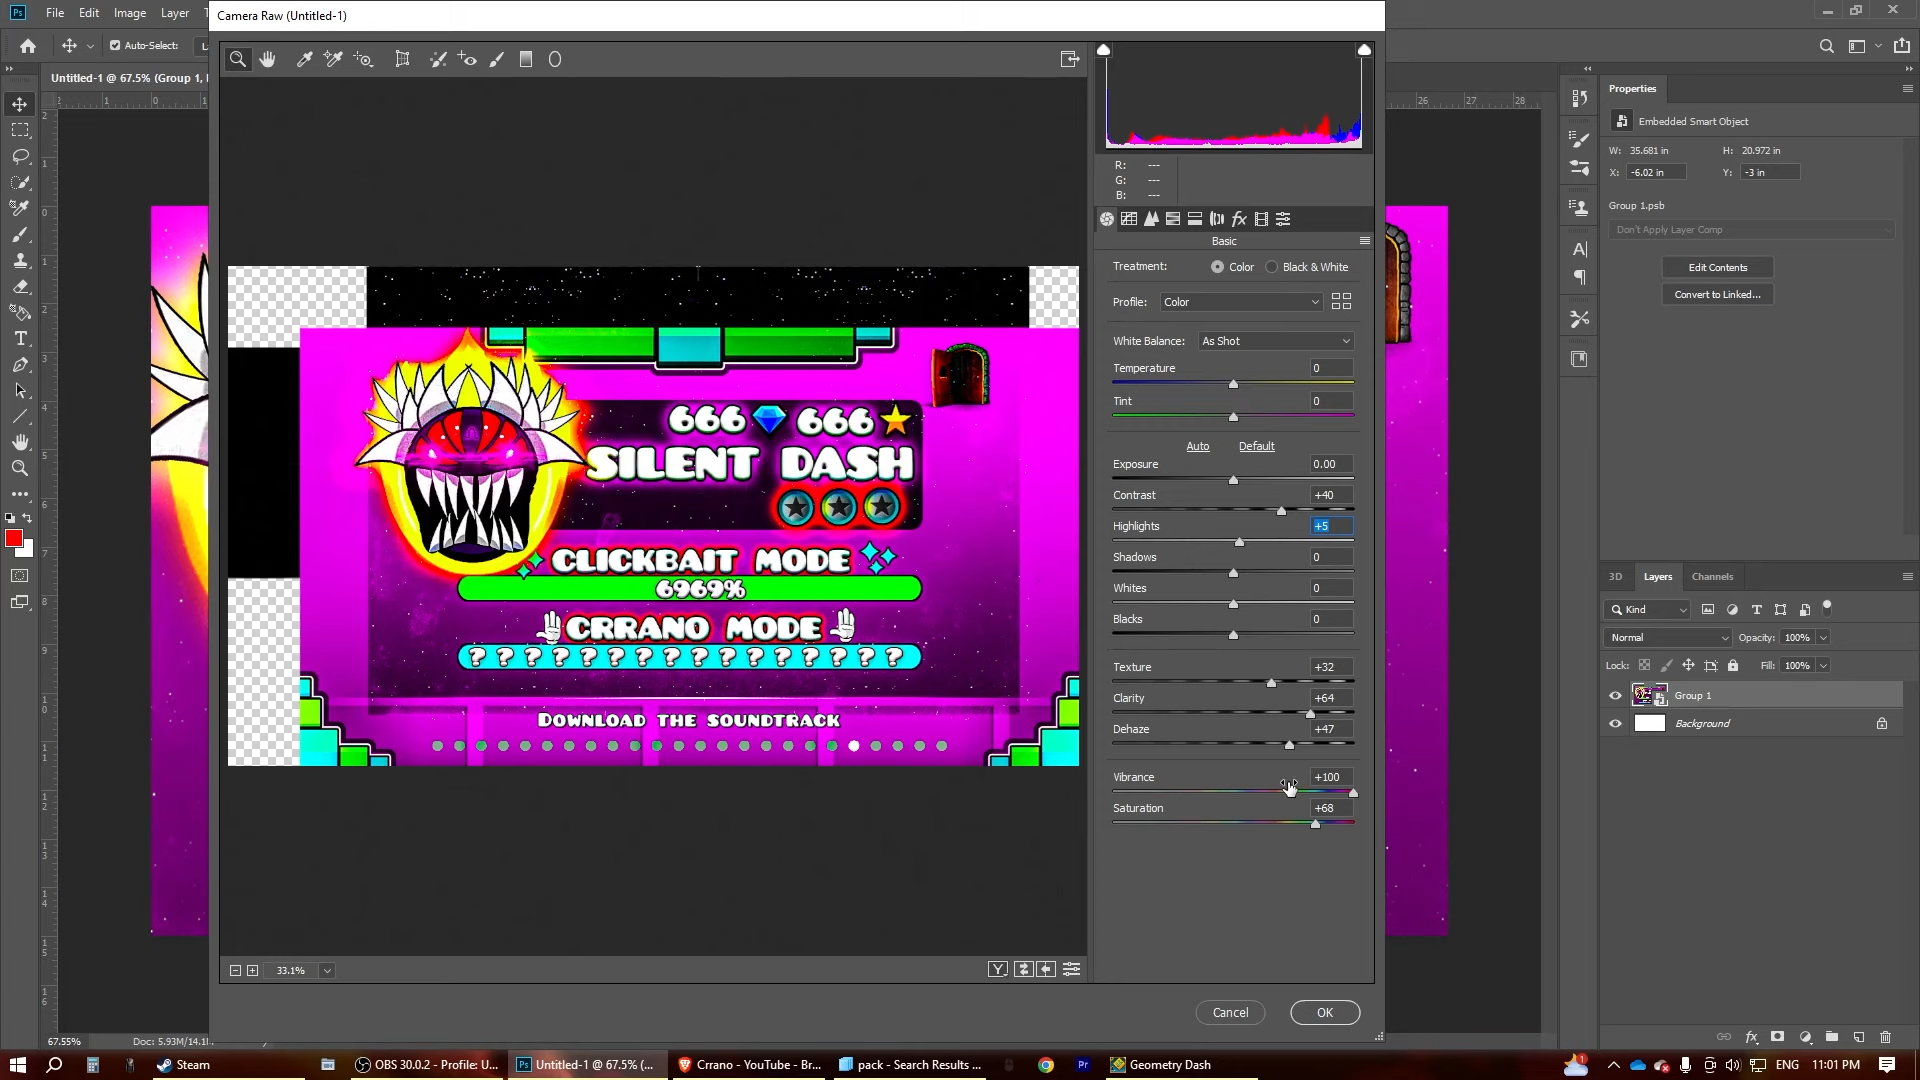 Camera Raw (Untitled-1)
File Edit Image Layer
Auto-Select:
Untitled-1 @ 67.5% (Group 1,
Properties
Embedded Smart Object
W: 35.681 in H: 20.972 in
X: -6.02 in Y: -3 in
Group 1.psb
Don't Apply Layer Comp
Edit Contents
Convert to Linked...
R: ---
G: ---
B: ---
Basic
Treatment: Color Black & White
Profile: Color
White Balance: As Shot
Temperature 0
Tint 0
Auto Default
Exposure 0.00
Contrast +40
Highlights +5
Shadows 0
Whites 0
Blacks 0
Texture +32
Clarity +64
Dehaze +47
Vibrance +100
Saturation +68
666 666
SILENT DASH
CLICKBAIT MODE
6969%
CRRANO MODE
? ? ? ? ? ? ? ? ? ? ? ? ? ? ? ?
DOWNLOAD THE SOUNDTRACK
3D Layers Channels
Kind
Normal Opacity: 100%
Lock: Fill: 100%
Group 1
Background
33.1%
Cancel OK
67.55% Doc: 5.93M/14.1
Steam
OBS 30.0.2 - Profile: U...
Untitled-1 @ 67.5% (...
Crrano - YouTube - Br...
pack - Search Results ...
Geometry Dash
ENG 11:01 PM